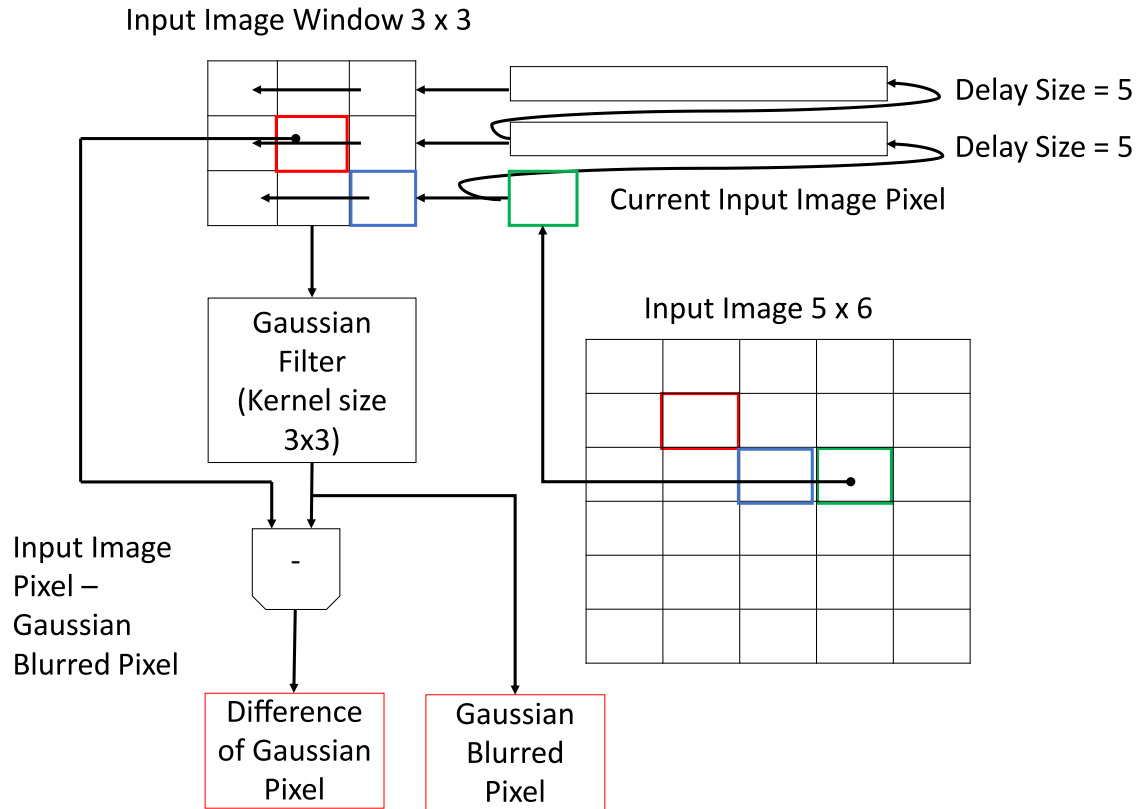 Input Image Window 3 x 3
Delay Size = 5
Delay Size = 5
Current Input Image Pixel
Input Image 5 x 6
Gaussian
Filter
(Kernel size
3x3)
Input Image
Pixel –
Gaussian
Blurred Pixel
-
Difference
of Gaussian
Pixel
Gaussian
Blurred
Pixel